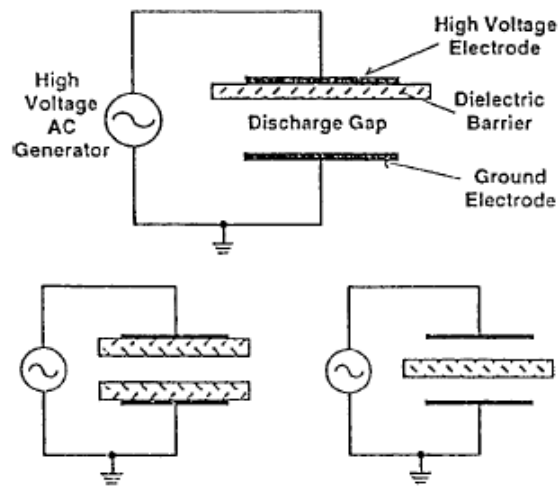 High Voltage
Electrode
High
Voltage
AC
Generator
Dielectric
Barrier
Discharge Gap
Ground
Electrode